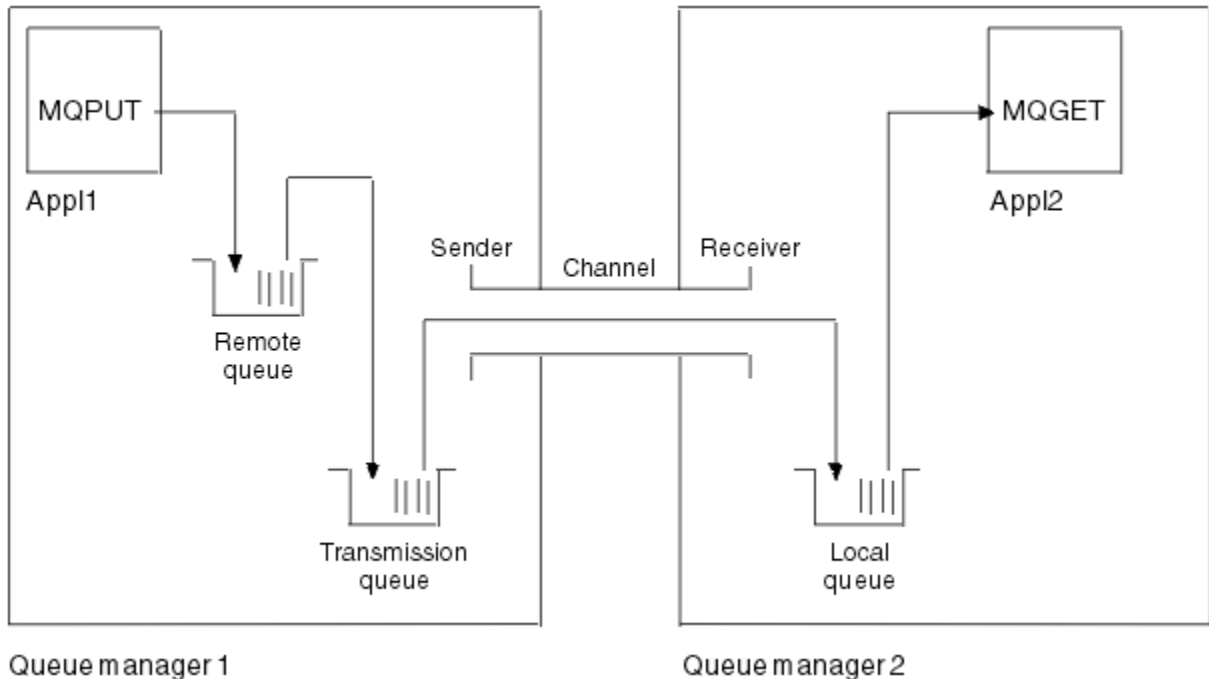 MQPUT
Appl1
MQGET
Appl2
Sender
Channel
Receiver
Remote
queue
Transmission
queue
Local
queue
Queue manager 1
Queue manager 2